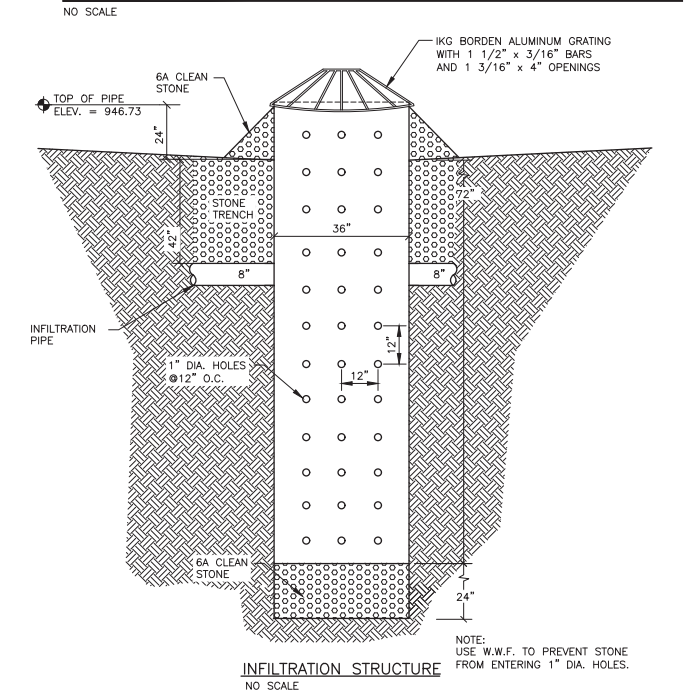 NO SCALE
IKG BORDEN ALUMINUM GRATING
WITH 1 1/2" x 3/16" BARS
AND 1 3/16" x 4" OPENINGS
6A CLEAN
STONE
TOP OF PIPE
ELEV. = 946.73
24"
72"
STONE
TRENCH
36"
42"
8"
8"
INFILTRATION
PIPE
12"
1" DIA. HOLES
@12" O.C.
12"
6A CLEAN
STONE
24"
NOTE:
USE W.W.F. TO PREVENT STONE
FROM ENTERING 1" DIA. HOLES.
INFILTRATION STRUCTURE
NO SCALE